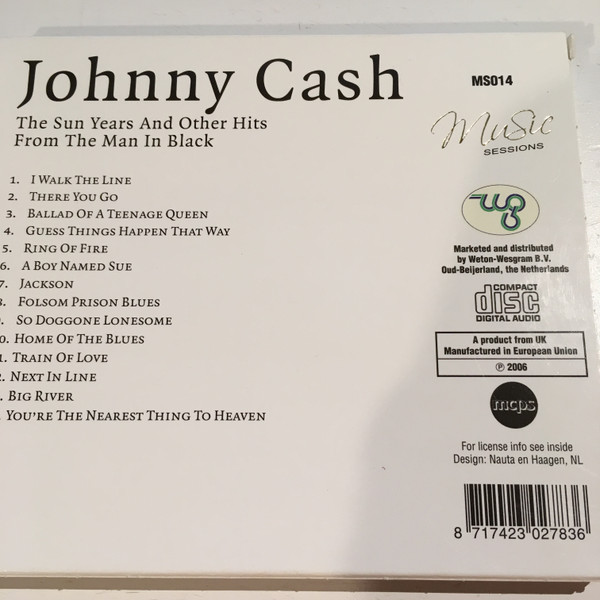 Johnny Cash
The Sun Years And Other Hits
From The Man In Black
1. I Walk The Line
2. There You Go
3. Ballad Of A Teenage Queen
4. Guess Things Happen That Way
5. Ring Of Fire
6. A Boy Named Sue
7. Jackson
8. Folsom Prison Blues
. So Doggone Lonesome
0. Home Of The Blues
1. Train Of Love
2. Next In Line
. Big River
. You're The Nearest Thing To Heaven
MS014
Music
SESSIONS
Marketed and distributed
by Weton-Wesgram B.V.
Oud-Beijerland, the Netherlands
COMPACT
disc
DIGITAL AUDIO
A product from UK
Manufactured in European Union
℗ 2006
mcps
For license info see inside
Design: Nauta en Haagen, NL
8 717423 027836